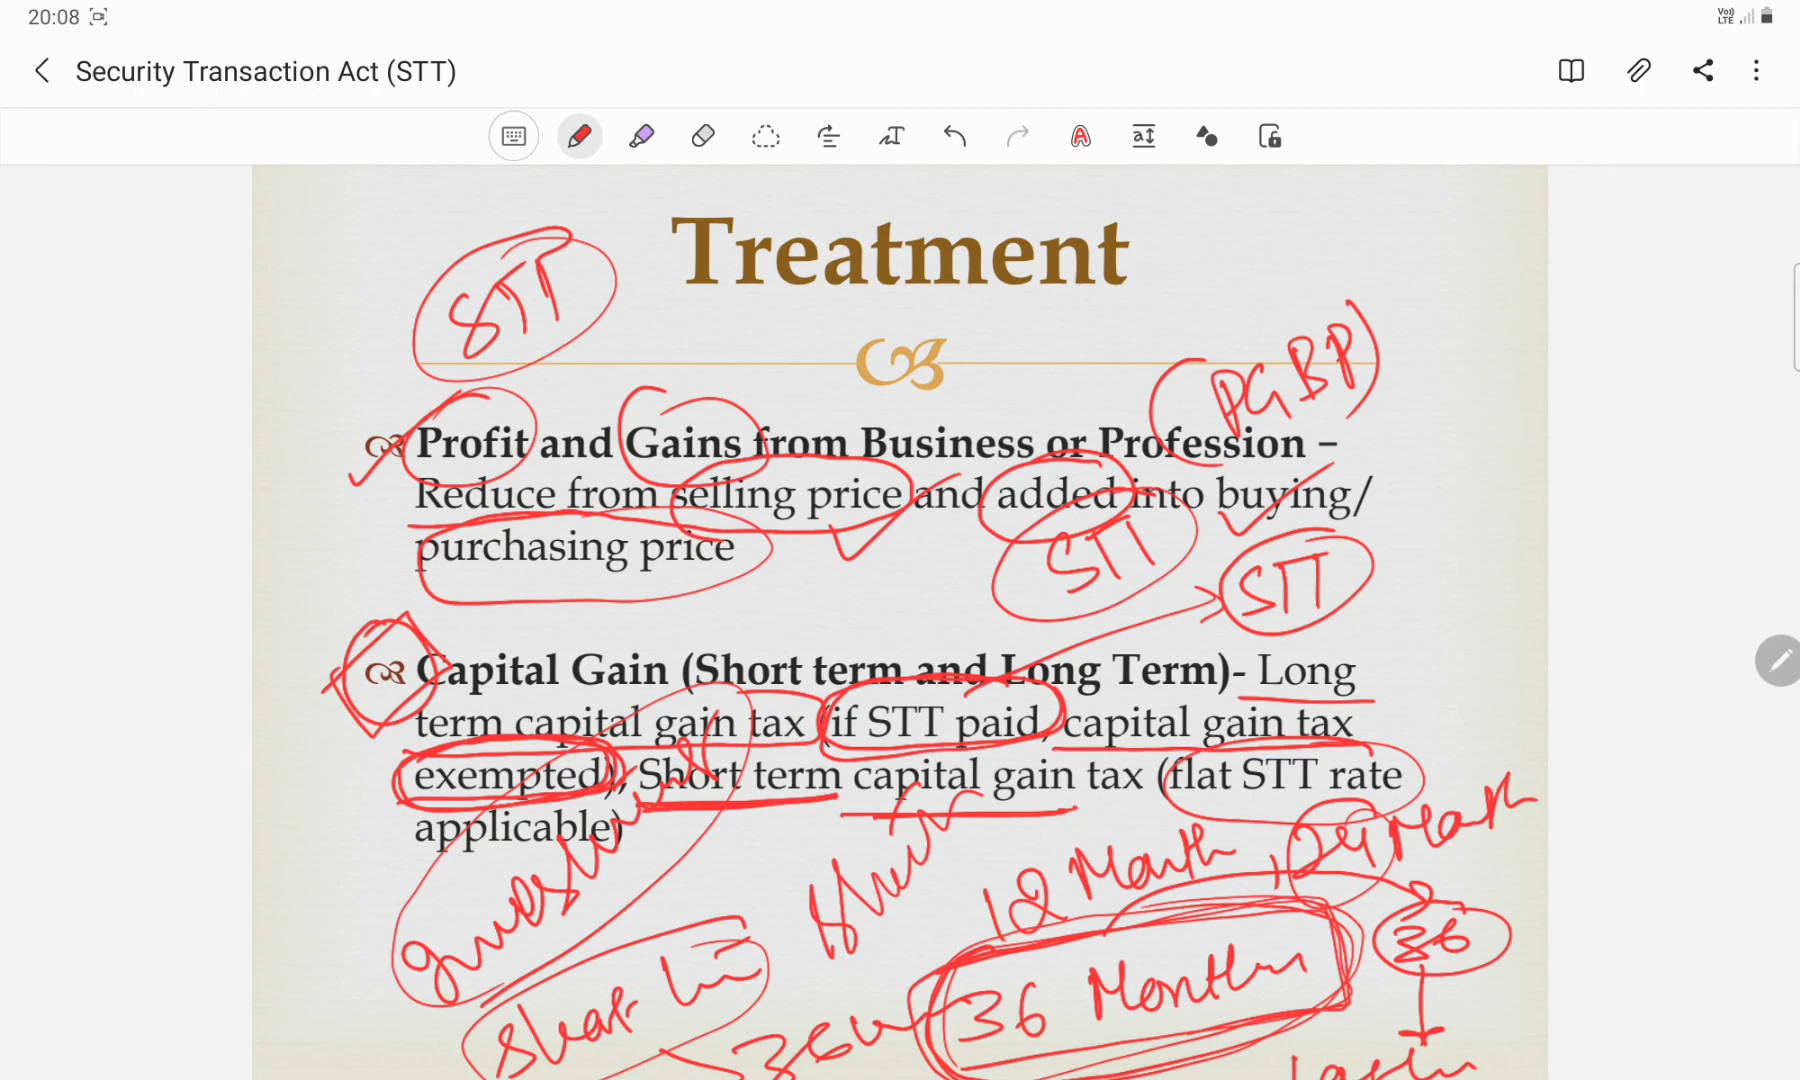 20:08
Vo)) LTE
Security Transaction Act (STT)
Treatment
STT
(PGBP)
Profit and Gains from Business or Profession –
Reduce from selling price and added into buying/
purchasing price
STT
STT
Capital Gain (Short term and Long Term)- Long
term capital gain tax (if STT paid, capital gain tax
exempted), Short term capital gain tax (flat STT rate
applicable)
12 Month, 24 Month
36
36 Months